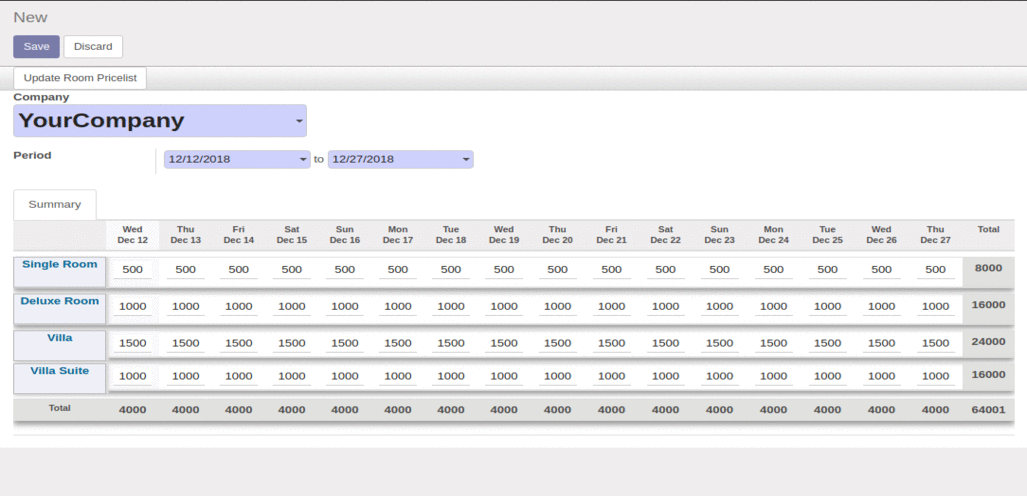 New
Save Discard
Update Room Pricelist
Company
YourCompany
Period 12/12/2018 to 12/27/2018
Summary
Wed Thu Fri Sat Sun Mon Tue Wed Thu Fri Sat Sun Mon Tue Wed Thu Total
Dec 12 Dec 13 Dec 14 Dec 15 Dec 16 Dec 17 Dec 18 Dec 19 Dec 20 Dec 21 Dec 22 Dec 23 Dec 24 Dec 25 Dec 26 Dec 27
Single Room 500 500 500 500 500 500 500 500 500 500 500 500 500 500 500 500 8000
Deluxe Room 1000 1000 1000 1000 1000 1000 1000 1000 1000 1000 1000 1000 1000 1000 1000 1000 16000
Villa 1500 1500 1500 1500 1500 1500 1500 1500 1500 1500 1500 1500 1500 1500 1500 1500 24000
Villa Suite 1000 1000 1000 1000 1000 1000 1000 1000 1000 1000 1000 1000 1000 1000 1000 1000 16000
Total 4000 4000 4000 4000 4000 4000 4000 4000 4000 4000 4000 4000 4000 4000 4000 4000 64001